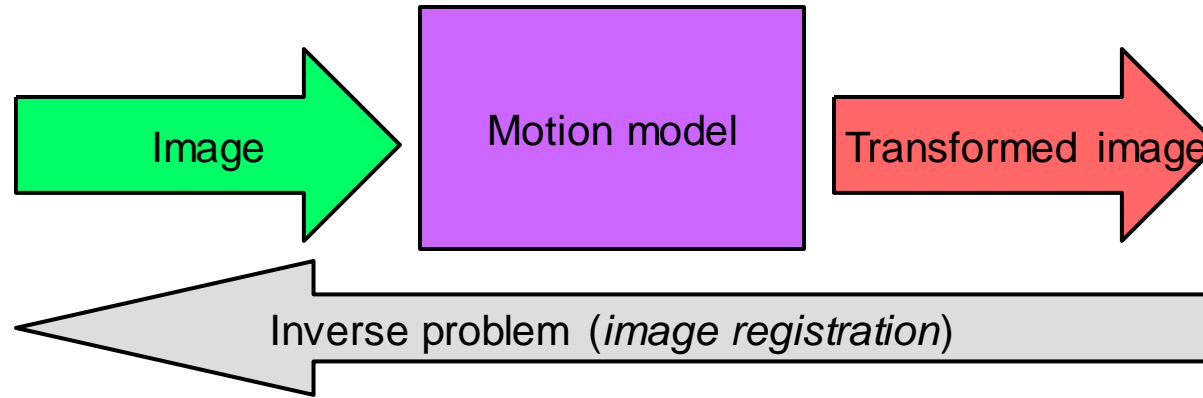 Image
Motion model
Transformed image
Inverse problem (image registration)